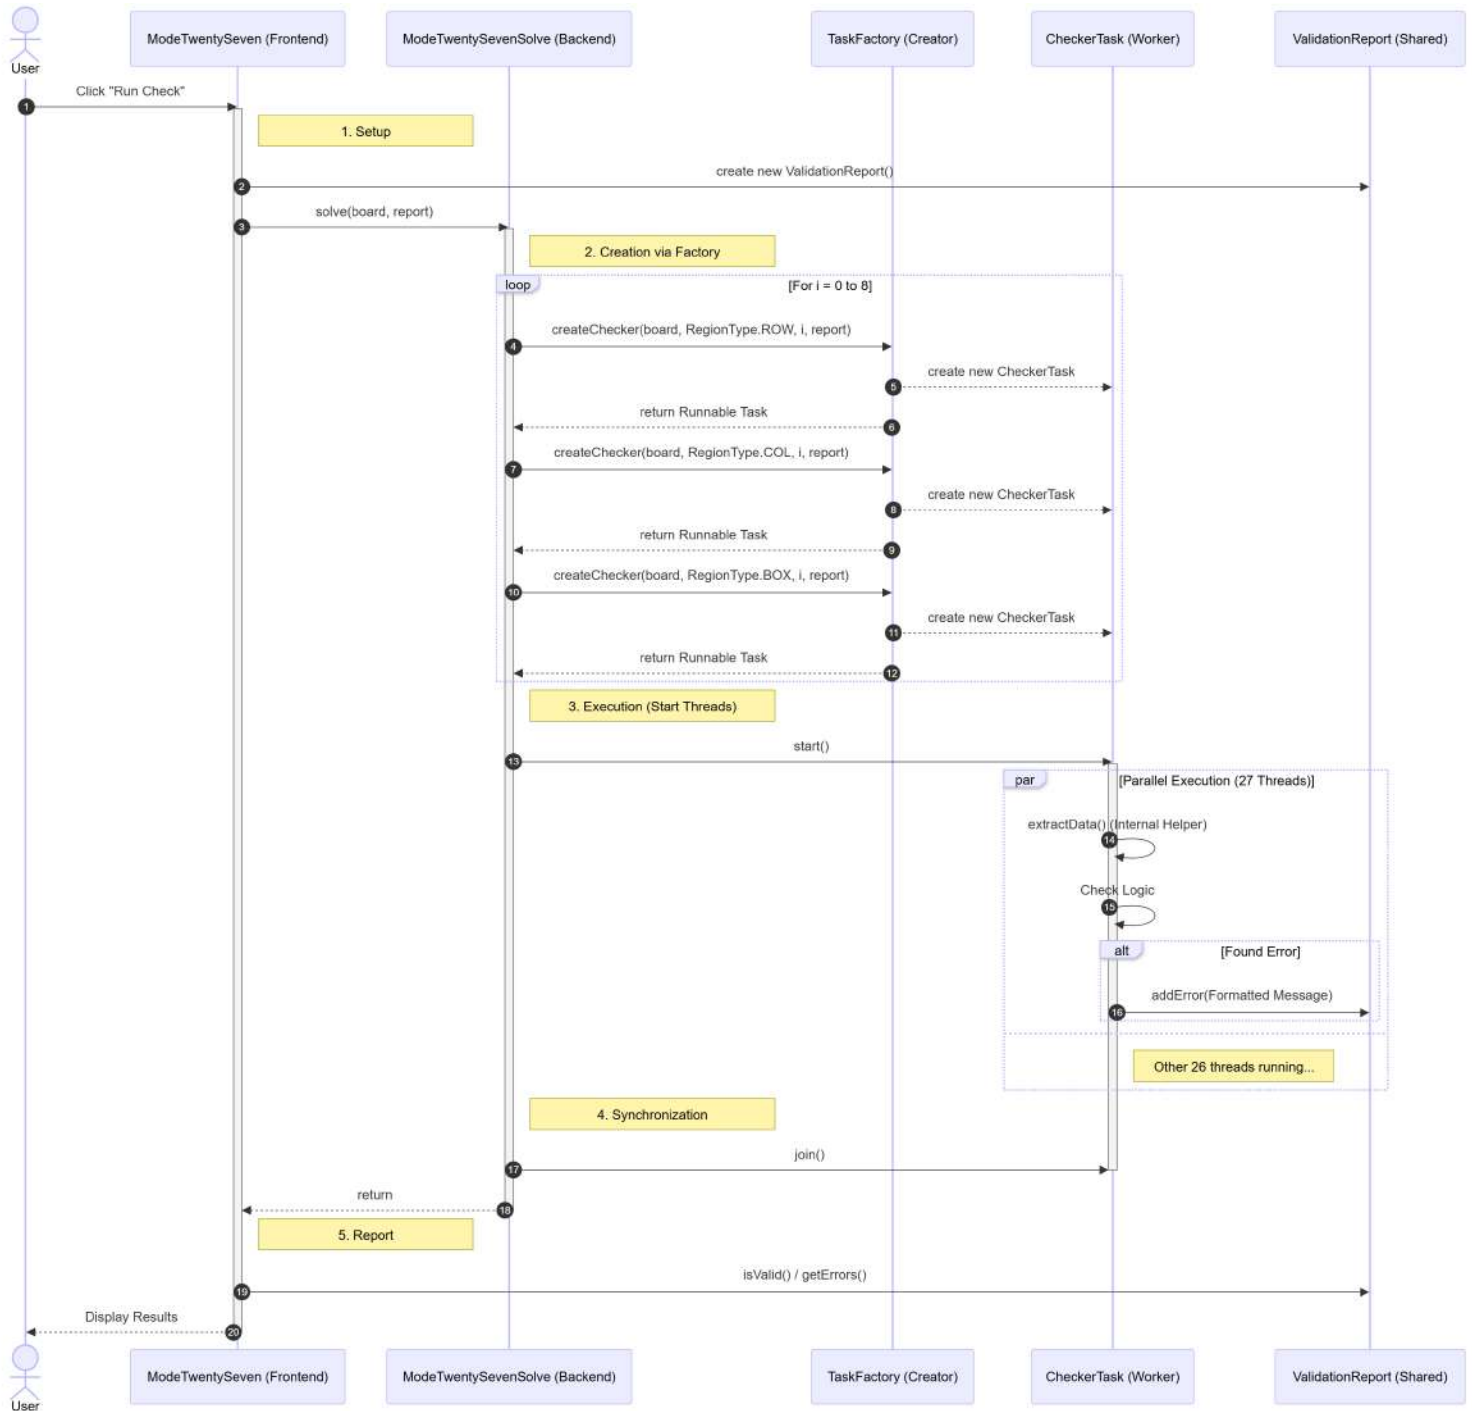 ModeTwentySeven (Frontend)
ModeTwentySevenSolve (Backend)
TaskFactory (Creator)
CheckerTask (Worker)
ValidationReport (Shared)
User
Click "Run Check"
1
1. Setup
create new ValidationReport()
2
solve(board, report)
3
2. Creation via Factory
loop
[For i = 0 to 8]
createChecker(board, RegionType.ROW, i, report)
4
create new CheckerTask
5
return Runnable Task
6
createChecker(board, RegionType.COL, i, report)
7
create new CheckerTask
8
return Runnable Task
9
createChecker(board, RegionType.BOX, i, report)
10
create new CheckerTask
11
return Runnable Task
12
3. Execution (Start Threads)
start()
13
par
[Parallel Execution (27 Threads)]
extractData() (Internal Helper)
14
Check Logic
15
alt
[Found Error]
addError(Formatted Message)
16
Other 26 threads running...
4. Synchronization
join()
17
return
18
5. Report
isValid() / getErrors()
19
Display Results
20
ModeTwentySeven (Frontend)
ModeTwentySevenSolve (Backend)
TaskFactory (Creator)
CheckerTask (Worker)
ValidationReport (Shared)
User